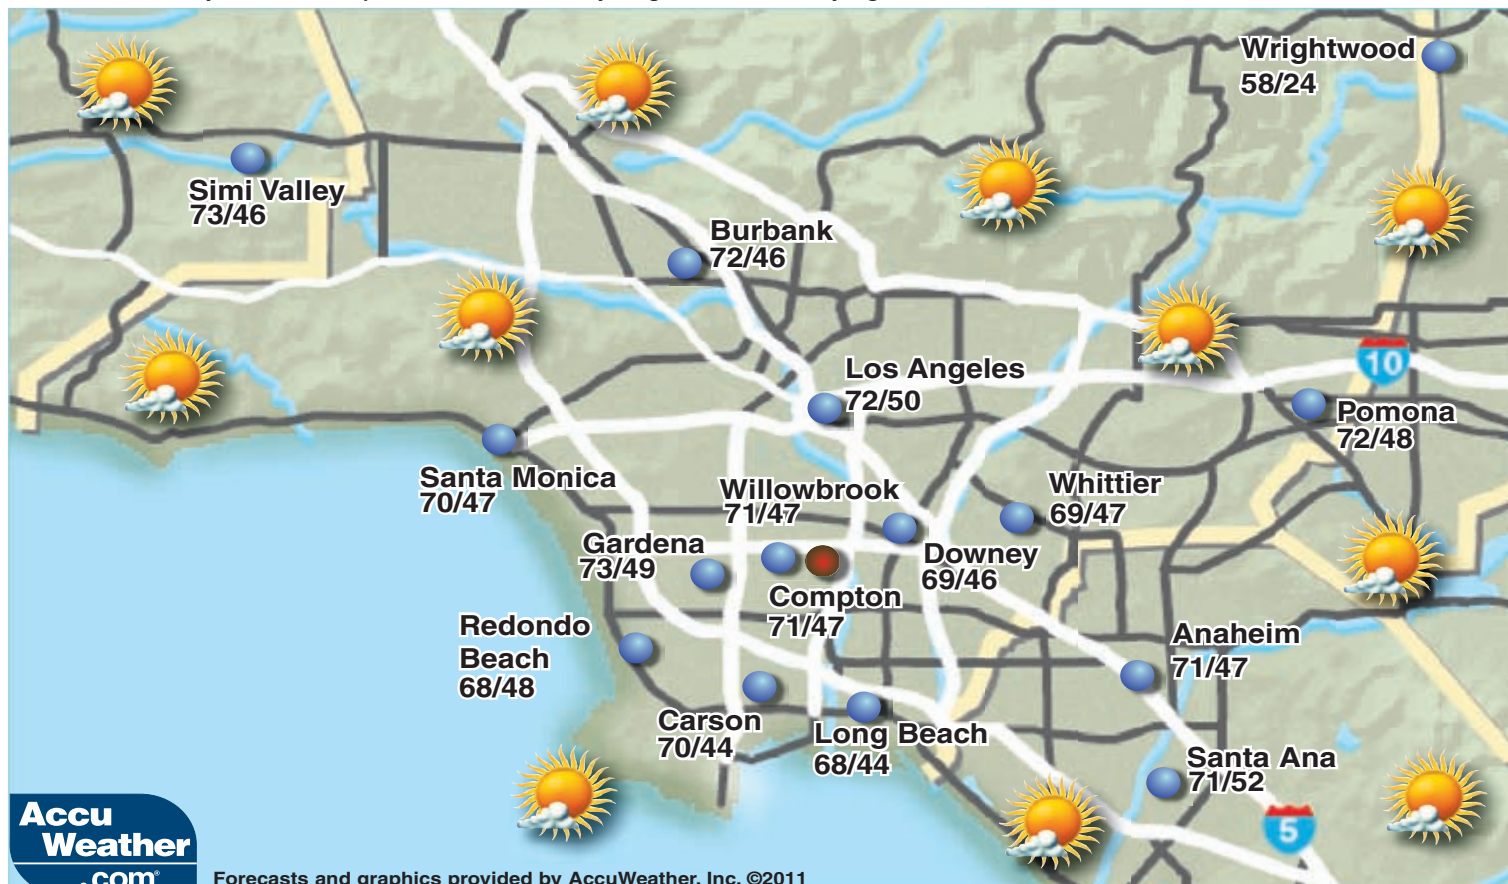 Wrightwood
58/24
Simi Valley
73/46
Burbank
72/46
Los Angeles
72/50
10
Pomona
72/48
Santa Monica
70/47
Willowbrook
71/47
Whittier
69/47
Gardena
73/49
Downey
69/46
Compton
71/47
Redondo
Beach
68/48
Anaheim
71/47
Carson
70/44
Long Beach
68/44
Santa Ana
71/52
5
Accu
Weather
.com®
Forecasts and graphics provided by AccuWeather, Inc. ©2011